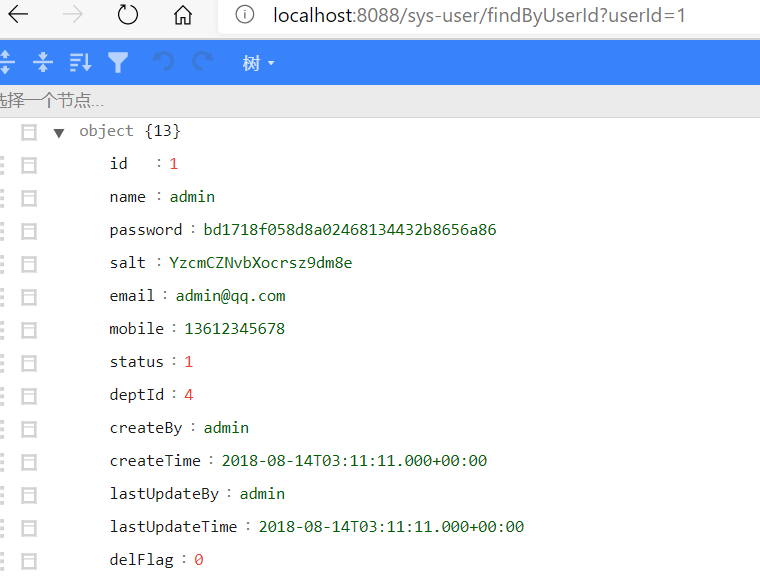 localhost:8088/sys-user/findByUserId?userId=1
树
选择一个节点...
object {13}
id : 1
name : admin
password : bd1718f058d8a02468134432b8656a86
salt : YzcmCZNvbXocrsz9dm8e
email : admin@qq.com
mobile : 13612345678
status : 1
deptId : 4
createBy : admin
createTime : 2018-08-14T03:11:11.000+00:00
lastUpdateBy : admin
lastUpdateTime : 2018-08-14T03:11:11.000+00:00
delFlag : 0